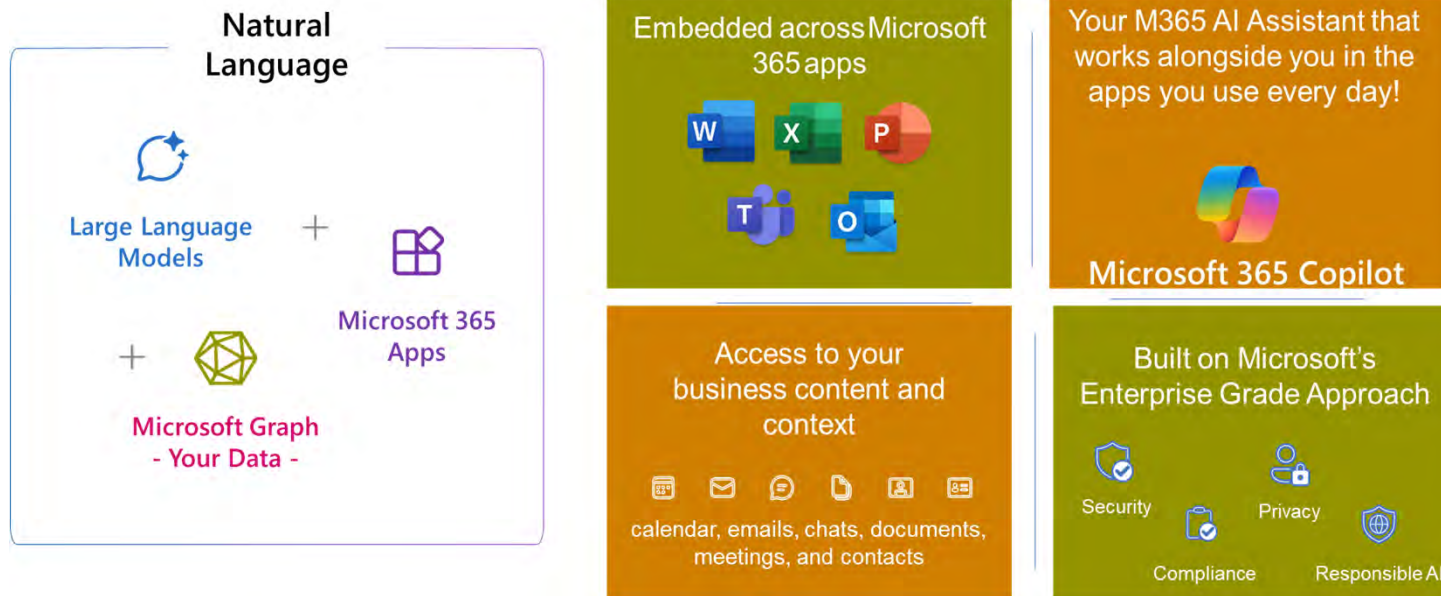 Natural
Language
Large Language
Models
+
Microsoft 365
Apps
+
Microsoft Graph
- Your Data -
Embedded across Microsoft
365 apps
W
X
P
T
O
Your M365 AI Assistant that
works alongside you in the
apps you use every day!
Microsoft 365 Copilot
Access to your
business content and
context
calendar, emails, chats, documents,
meetings, and contacts
Built on Microsoft's
Enterprise Grade Approach
Security
Privacy
Compliance
Responsible AI